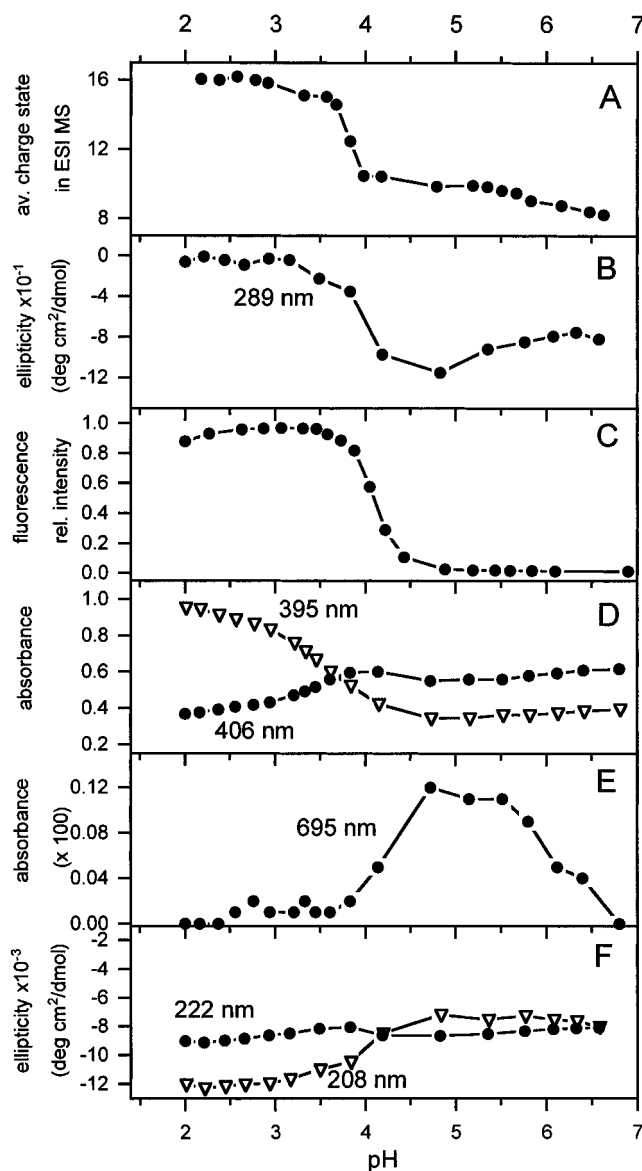 2 3 4 5 6 7
A
16
12
8
av. charge state
in ESI MS
B
0
-4
-8
-12
ellipticity x10-1
(deg cm2/dmol)
289 nm
C
1.0
0.8
0.6
0.4
0.2
0.0
fluorescence
rel. intensity
D
1.0
0.8
0.6
0.4
0.2
absorbance
395 nm
406 nm
E
0.12
0.08
0.04
0.00
absorbance
(x 100)
695 nm
F
-2
-4
-6
-8
-10
-12
ellipticity x10-3
(deg cm2/dmol)
222 nm
208 nm
2 3 4 5 6 7
pH